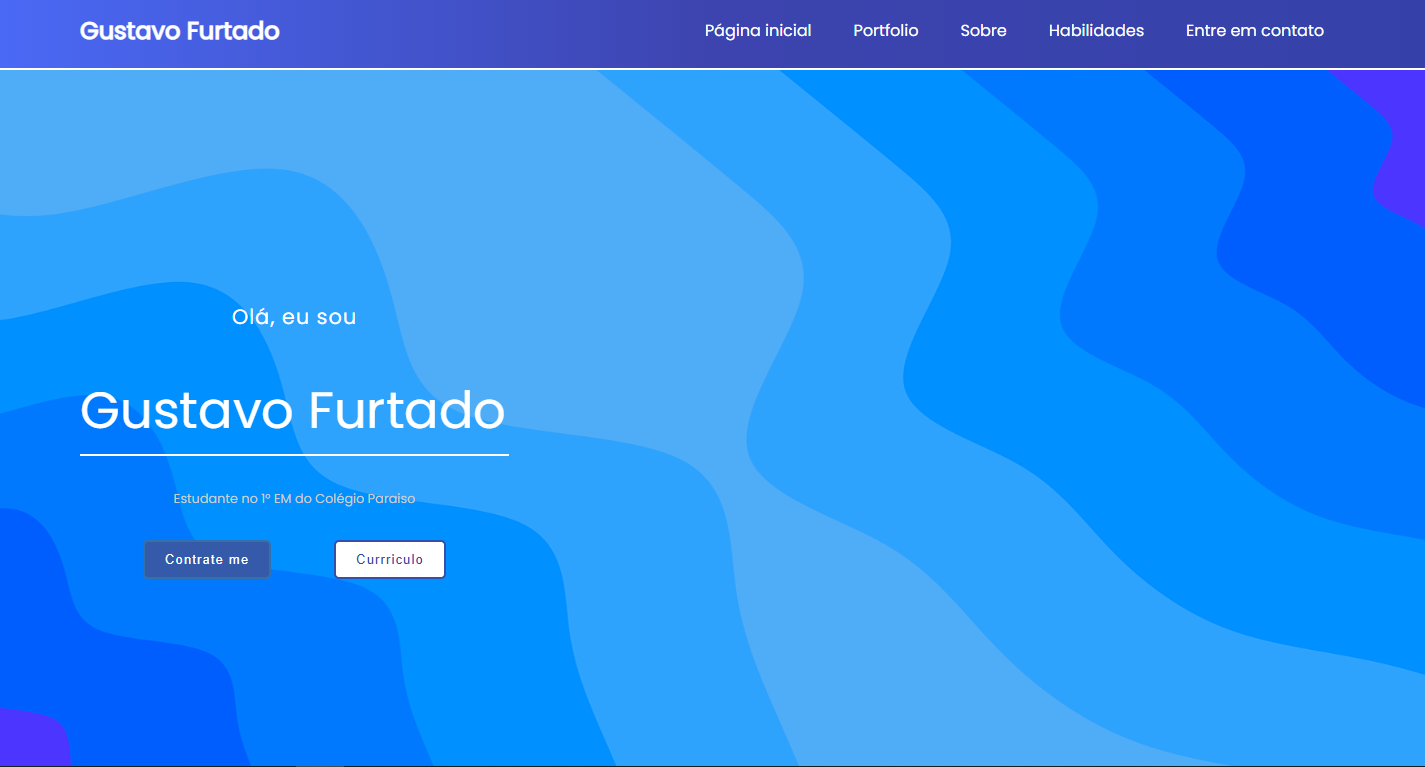 Gustavo Furtado
Página inicial Portfolio Sobre Habilidades Entre em contato
Olá, eu sou
Gustavo Furtado
Estudante no 1º EM do Colégio Paraíso
Contrate me Currriculo